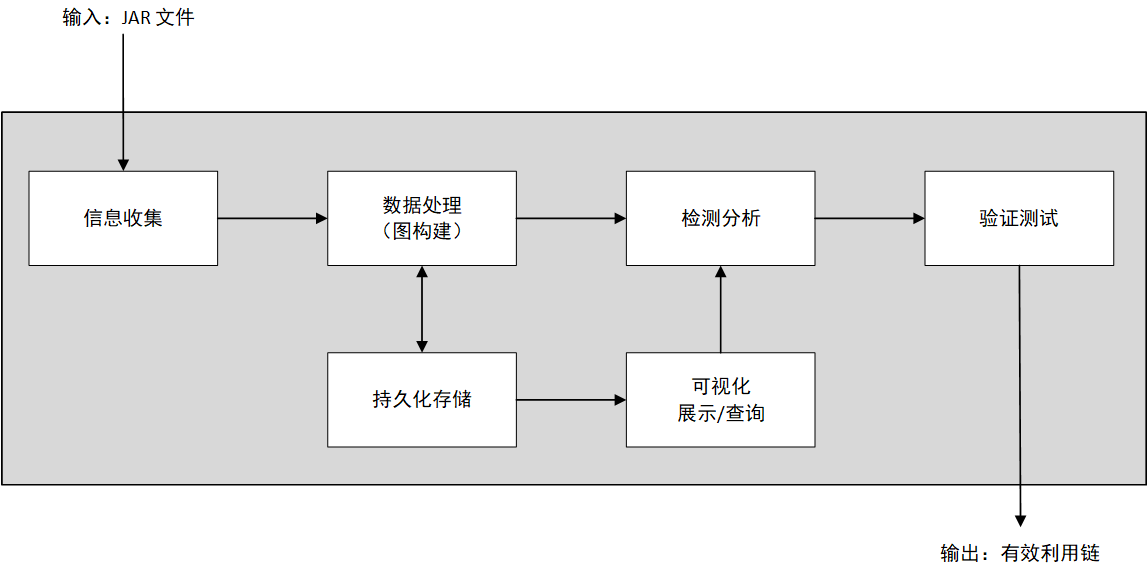 输入：JAR 文件
信息收集
数据处理
（图构建）
检测分析
验证测试
持久化存储
可视化
展示/查询
输出：有效利用链